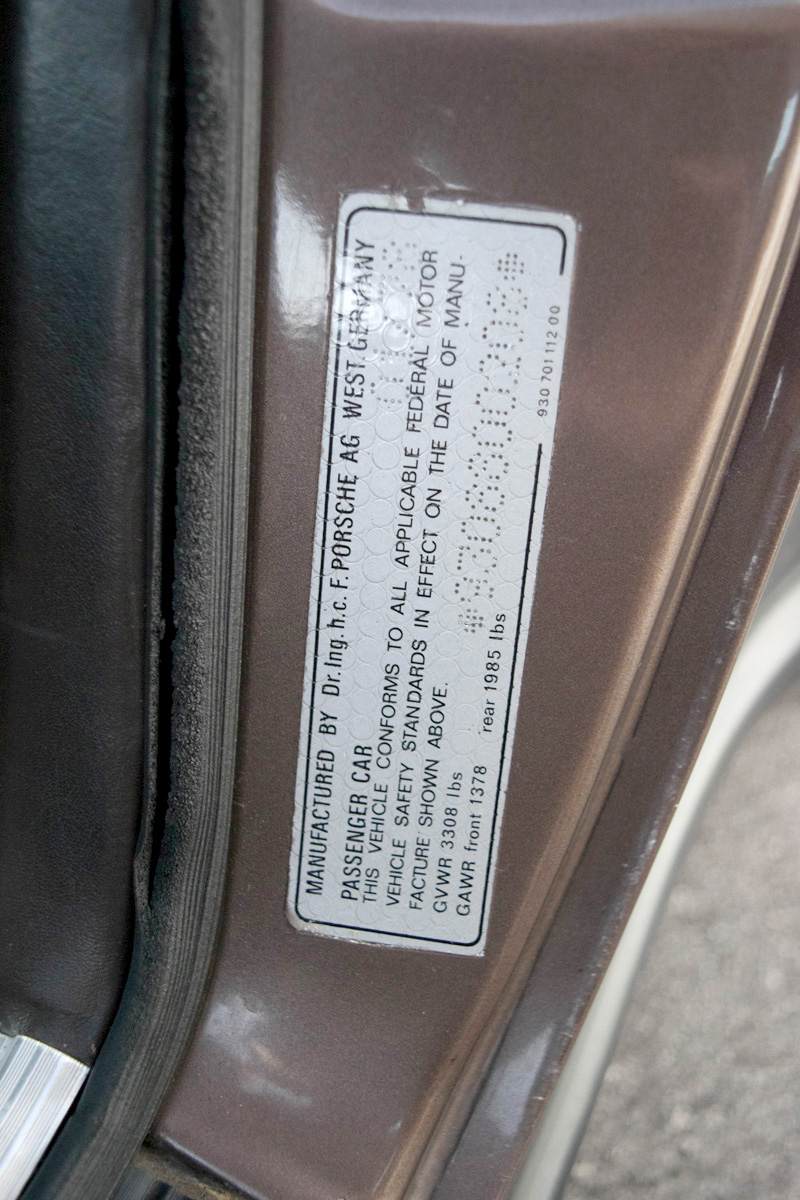 MANUFACTURED BY Dr. Ing. h.c. F. PORSCHE AG WEST GERMANY
PASSENGER CAR
THIS VEHICLE CONFORMS TO ALL APPLICABLE FEDERAL MOTOR
VEHICLE SAFETY STANDARDS IN EFFECT ON THE DATE OF MANU-
FACTURE SHOWN ABOVE.
GVWR 3308 lbs
GAWR front 1378 rear 1985 lbs
930 701 112 00